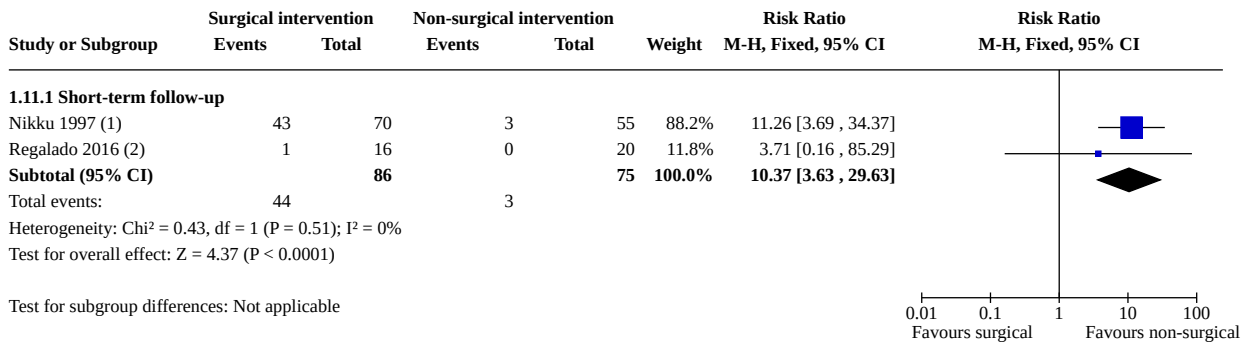 Surgical intervention Non-surgical intervention Risk Ratio Risk Ratio
Study or Subgroup Events Total Events Total Weight M-H, Fixed, 95% CI M-H, Fixed, 95% CI
1.11.1 Short-term follow-up
Nikku 1997 (1) 43 70 3 55 88.2% 11.26 [3.69 , 34.37]
Regalado 2016 (2) 1 16 0 20 11.8% 3.71 [0.16 , 85.29]
Subtotal (95% CI) 86 75 100.0% 10.37 [3.63 , 29.63]
Total events: 44 3
Heterogeneity: Chi² = 0.43, df = 1 (P = 0.51); I² = 0%
Test for overall effect: Z = 4.37 (P < 0.0001)
Test for subgroup differences: Not applicable
0.01 0.1 1 10 100
Favours surgical Favours non-surgical